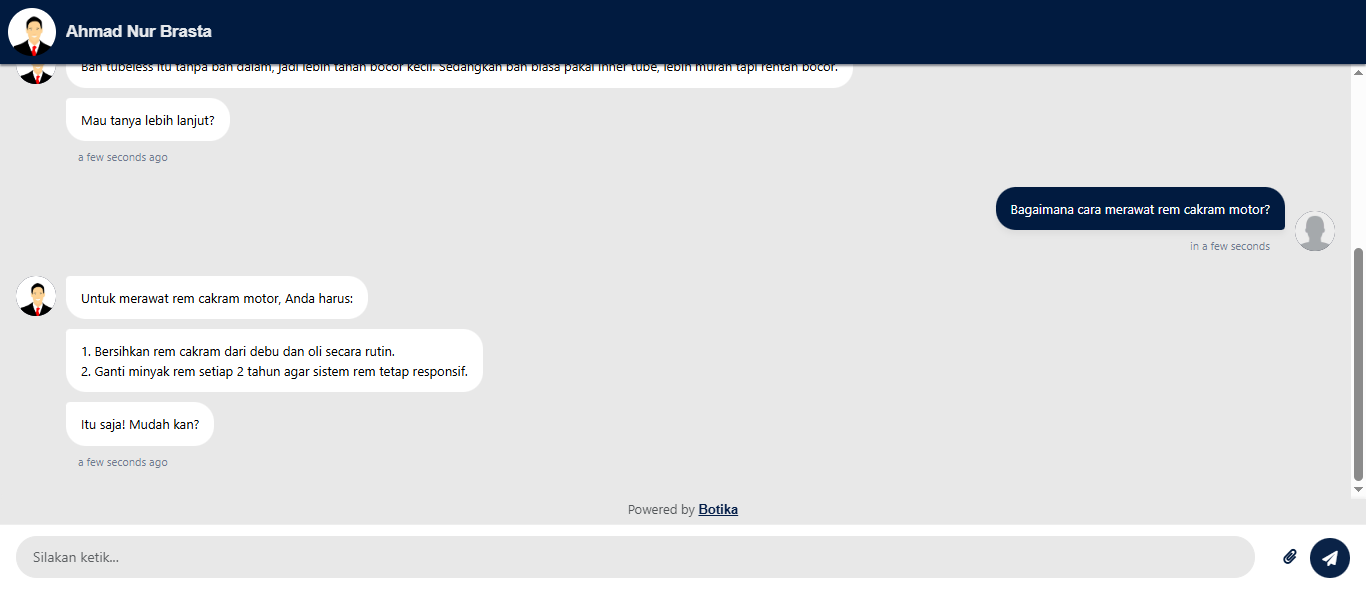 Ahmad Nur Brasta
Ban tubeless itu tanpa ban dalam, jadi lebih tahan bocor kecil. Sedangkan ban biasa pakai inner tube, lebih murah tapi rentan bocor.
Mau tanya lebih lanjut?
a few seconds ago
Bagaimana cara merawat rem cakram motor?
in a few seconds
Untuk merawat rem cakram motor, Anda harus:
1. Bersihkan rem cakram dari debu dan oli secara rutin.
2. Ganti minyak rem setiap 2 tahun agar sistem rem tetap responsif.
Itu saja! Mudah kan?
a few seconds ago
Powered by Botika
Silakan ketik...